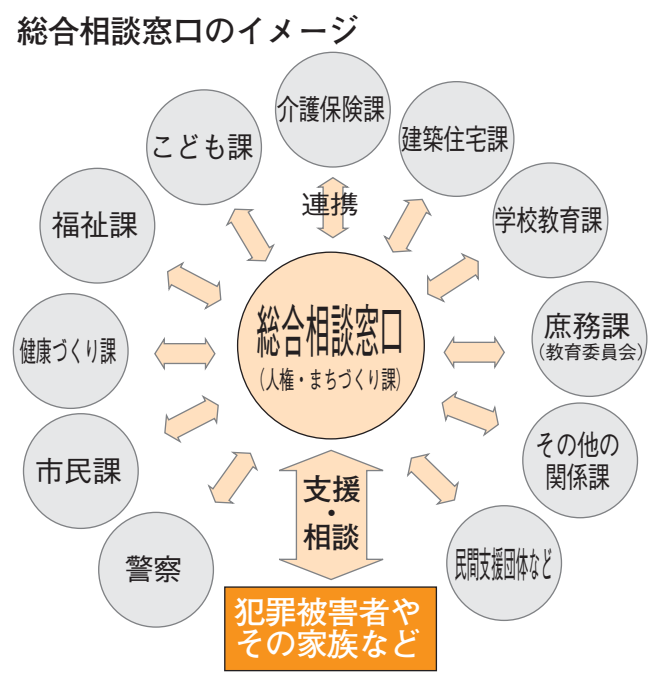 総合相談窓口のイメージ
介護保険課
こども課
建築住宅課
連携
福祉課
学校教育課
総合相談窓口
(人権・まちづくり課)
健康づくり課
庶務課
(教育委員会)
市民課
その他の
関係課
支援
・
相談
警察
民間支援団体など
犯罪被害者や
その家族など